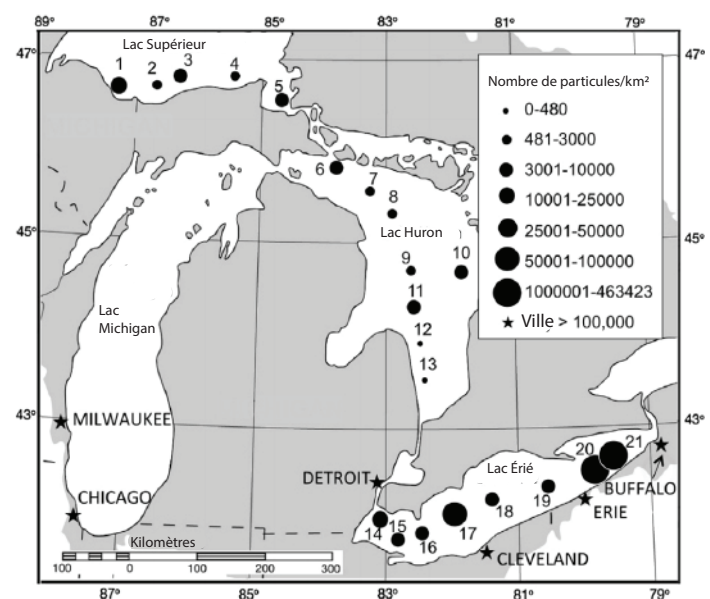 89° 87° 85° 83° 81° 79°
47° 47°
Lac Supérieur
1 2 3 4 5
Nombre de particules/km²
0-480
481-3000
3001-10000
10001-25000
25001-50000
50001-100000
1000001-463423
Ville > 100,000
6 7 8
Lac Huron
45° 45°
9 10
11
12
13
Lac
Michigan
43° 43°
MILWAUKEE
CHICAGO
DETROIT
Lac Érié
20 21
BUFFALO
19
ERIE
18
17
14 15 16
CLEVELAND
Kilomètres
100 0 100 200 300
87° 85° 83° 81° 79°